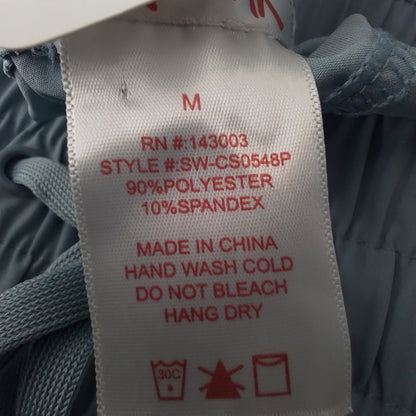 M
RN #:143003
STYLE #:SW-CS0548P
90%POLYESTER
10%SPANDEX
MADE IN CHINA
HAND WASH COLD
DO NOT BLEACH
HANG DRY
30C